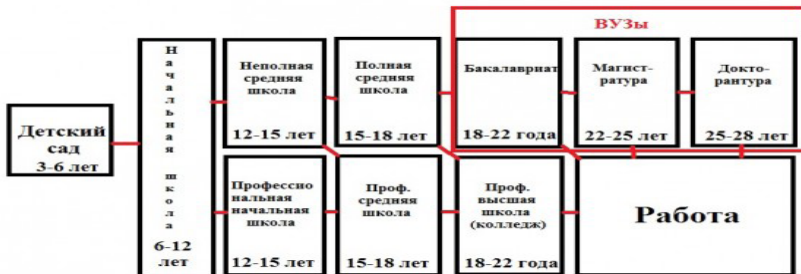 ВУЗы
Детский
сад
3-6 лет
Начальная школа
6-12
лет
Неполная
средняя
школа
12-15 лет
Полная
средняя
школа
15-18 лет
Бакалавриат
18-22 года
Магист-
ратура
22-25 лет
Докто-
рантура
25-28 лет
Профессио
нальная
начальная
школа
12-15 лет
Проф.
средняя
школа
15-18 лет
Проф.
высшая
школа
(колледж)
18-22 года
Работа